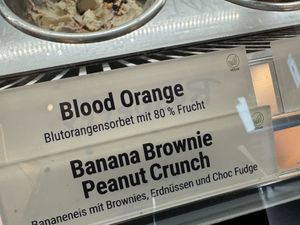 Blood Orange
Blutorangensorbet mit 80 % Frucht
Banana Brownie
Peanut Crunch
Bananeneis mit Brownies, Erdnüssen und Choc Fudge